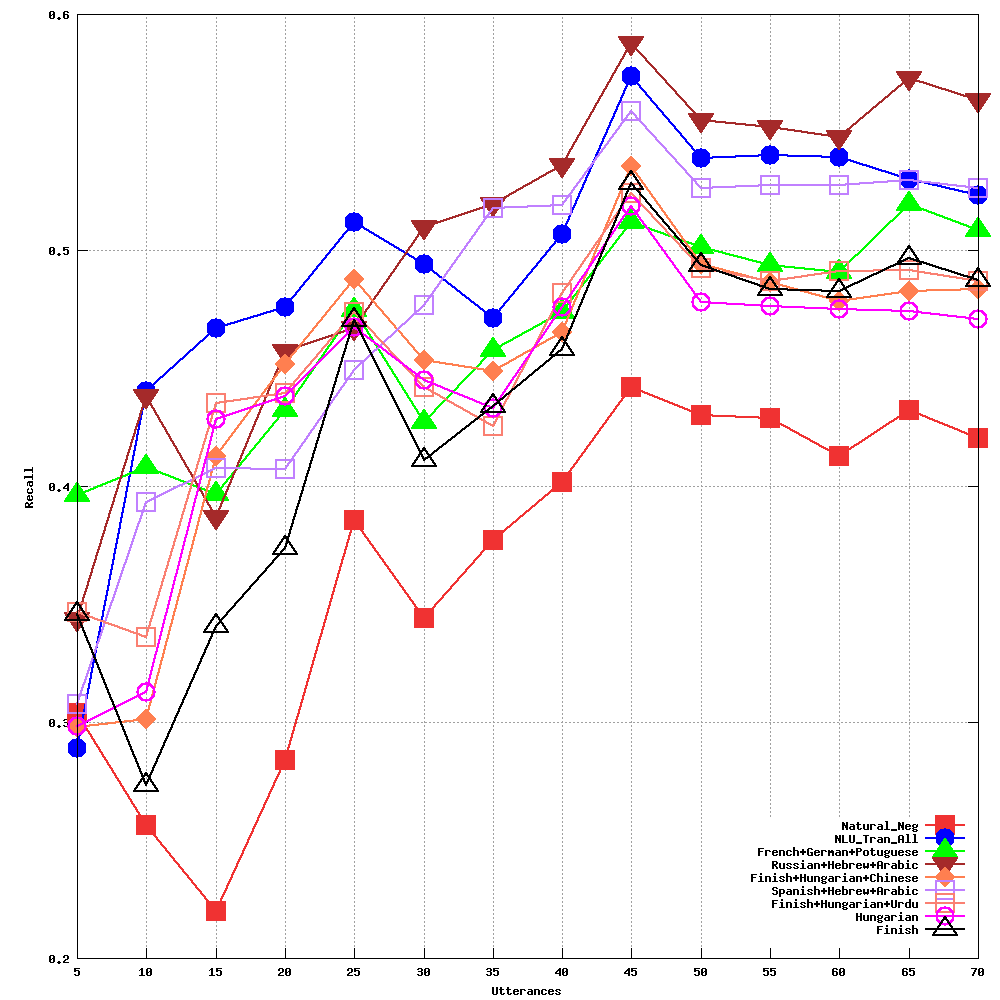 0.6
0.5
0.4
0.3
0.2
Recall
5 10 15 20 25 30 35 40 45 50 55 60 65 70
Utterances
Natural_Neg
NLU_Tran_All
French+German+Potuguese
Russian+Hebrew+Arabic
Finish+Hungarian+Chinese
Spanish+Hebrew+Arabic
Finish+Hungarian+Urdu
Hungarian
Finish